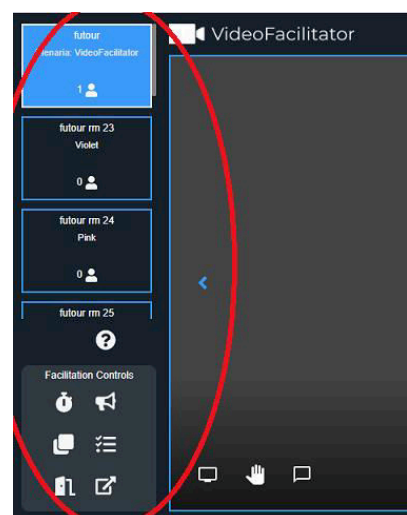 futour
Plenaria: VideoFacilitator
1
futour rm 23
Violet
0
futour rm 24
Pink
0
futour rm 25
Facilitation Controls
VideoFacilitator